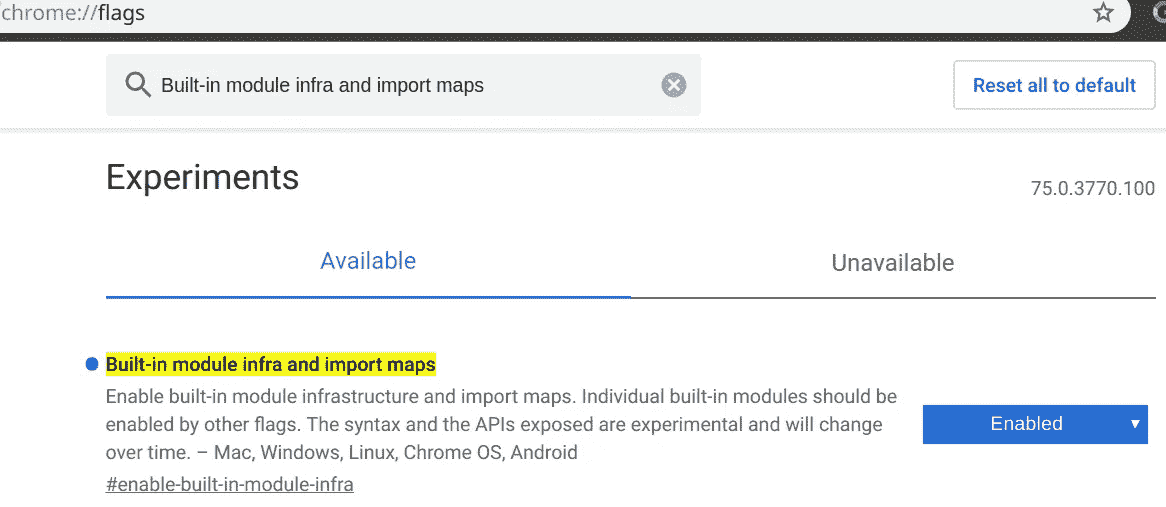 chrome://flags
Built-in module infra and import maps
Reset all to default
Experiments
75.0.3770.100
Available
Unavailable
Built-in module infra and import maps
Enable built-in module infrastructure and import maps. Individual built-in modules should be
enabled by other flags. The syntax and the APIs exposed are experimental and will change
over time. – Mac, Windows, Linux, Chrome OS, Android
Enabled
#enable-built-in-module-infra